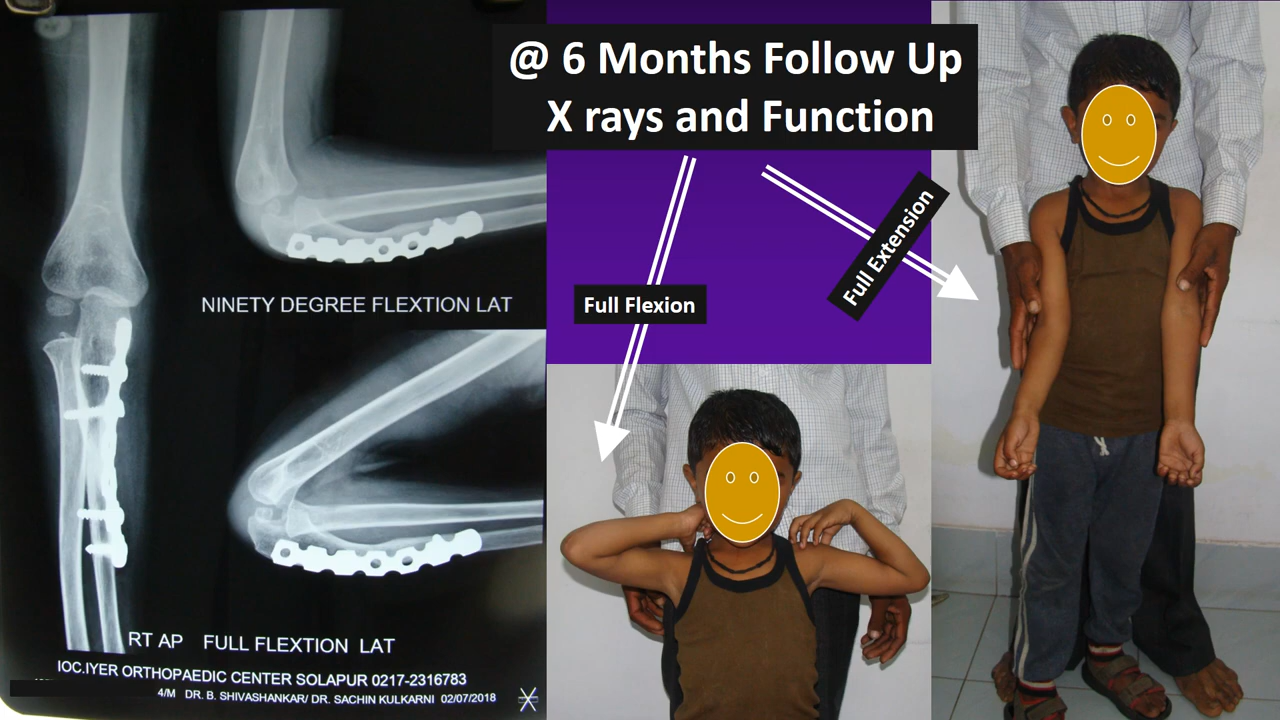 @ 6 Months Follow Up
X rays and Function
Full Flexion
Full Extension
NINETY DEGREE FLEXTION LAT
RT AP FULL FLEXTION LAT
IOC.IYER ORTHOPAEDIC CENTER SOLAPUR 0217-2316783
4/M DR. B. SHIVASHANKAR/ DR. SACHIN KULKARNI 02/07/2018